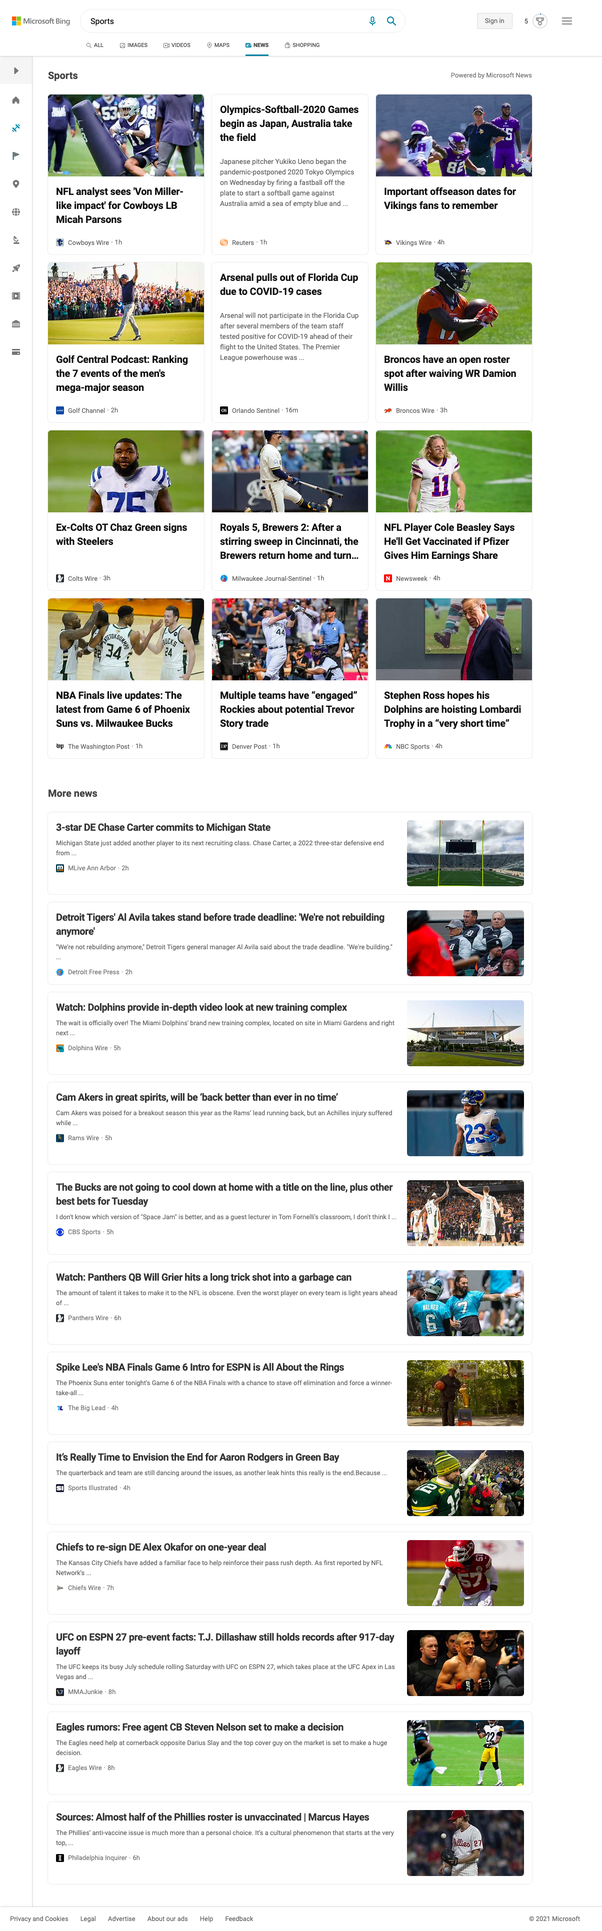 Microsoft Bing
Sports
Sign in
5
ALL
IMAGES
VIDEOS
MAPS
NEWS
SHOPPING
Sports
Powered by Microsoft News
NFL analyst sees 'Von Miller-
like impact' for Cowboys LB
Micah Parsons
Cowboys Wire · 1h
Olympics-Softball-2020 Games
begin as Japan, Australia take
the field
Japanese pitcher Yukiko Ueno began the
pandemic-postponed 2020 Tokyo Olympics
on Wednesday by firing a fastball off the
plate to start a softball game against
Australia amid a sea of empty blue and ...
Reuters · 1h
Important offseason dates for
Vikings fans to remember
Vikings Wire · 4h
Golf Central Podcast: Ranking
the 7 events of the men's
mega-major season
Golf Channel · 2h
Arsenal pulls out of Florida Cup
due to COVID-19 cases
Arsenal will not participate in the Florida Cup
after several members of the team staff
tested positive for COVID-19 ahead of their
flight to the United States. The Premier
League powerhouse was ...
Orlando Sentinel · 16m
Broncos have an open roster
spot after waiving WR Damion
Willis
Broncos Wire · 3h
75
Ex-Colts OT Chaz Green signs
with Steelers
Colts Wire · 3h
Royals 5, Brewers 2: After a
stirring sweep in Cincinnati, the
Brewers return home and turn...
Milwaukee Journal-Sentinel · 1h
11
NFL Player Cole Beasley Says
He'll Get Vaccinated if Pfizer
Gives Him Earnings Share
Newsweek · 4h
34
24
NBA Finals live updates: The
latest from Game 6 of Phoenix
Suns vs. Milwaukee Bucks
The Washington Post · 1h
44
Multiple teams have “engaged”
Rockies about potential Trevor
Story trade
Denver Post · 1h
Stephen Ross hopes his
Dolphins are hoisting Lombardi
Trophy in a “very short time”
NBC Sports · 4h
More news
3-star DE Chase Carter commits to Michigan State
Michigan State just added another player to its next recruiting class. Chase Carter, a 2022 three-star defensive end
from ...
MLive Ann Arbor · 2h
Detroit Tigers' Al Avila takes stand before trade deadline: 'We're not rebuilding
anymore'
"We're not rebuilding anymore," Detroit Tigers general manager Al Avila said about the trade deadline. "We're building."
...
Detroit Free Press · 2h
Watch: Dolphins provide in-depth video look at new training complex
The wait is officially over! The Miami Dolphins' brand new training complex, located on site in Miami Gardens and right
next ...
Dolphins Wire · 5h
Cam Akers in great spirits, will be ‘back better than ever in no time’
Cam Akers was poised for a breakout season this year as the Rams' lead running back, but an Achilles injury suffered
while ...
Rams Wire · 5h
23
The Bucks are not going to cool down at home with a title on the line, plus other
best bets for Tuesday
I don't know which version of "Space Jam" is better, and as a guest lecturer in Tom Fornelli's classroom, I don't think I ...
CBS Sports · 5h
Watch: Panthers QB Will Grier hits a long trick shot into a garbage can
The amount of talent it takes to make it to the NFL is obscene. Even the worst player on every team is light years ahead
of ...
Panthers Wire · 6h
6
7
Spike Lee's NBA Finals Game 6 Intro for ESPN is All About the Rings
The Phoenix Suns enter tonight's Game 6 of the NBA Finals with a chance to stave off elimination and force a winner-
take-all ...
The Big Lead · 4h
It's Really Time to Envision the End for Aaron Rodgers in Green Bay
The quarterback and team are still dancing around the issues, as another leak hints this really is the end.Because ...
Sports Illustrated · 4h
12
Chiefs to re-sign DE Alex Okafor on one-year deal
The Kansas City Chiefs have added a familiar face to help reinforce their pass rush depth. As first reported by NFL
Network's ...
Chiefs Wire · 7h
57
UFC on ESPN 27 pre-event facts: T.J. Dillashaw still holds records after 917-day
layoff
The UFC keeps its busy July schedule rolling Saturday with UFC on ESPN 27, which takes place at the UFC Apex in Las
Vegas and ...
MMAJunkie · 8h
Eagles rumors: Free agent CB Steven Nelson set to make a decision
The Eagles need help at cornerback opposite Darius Slay and the top cover guy on the market is set to make a huge
decision.
Eagles Wire · 8h
22
Sources: Almost half of the Phillies roster is unvaccinated | Marcus Hayes
The Phillies' anti-vaccine issue is much more than a personal choice. It's a cultural phenomenon that starts at the very
top, ...
Philadelphia Inquirer · 6h
Phillies
27
Privacy and Cookies
Legal
Advertise
About our ads
Help
Feedback
© 2021 Microsoft